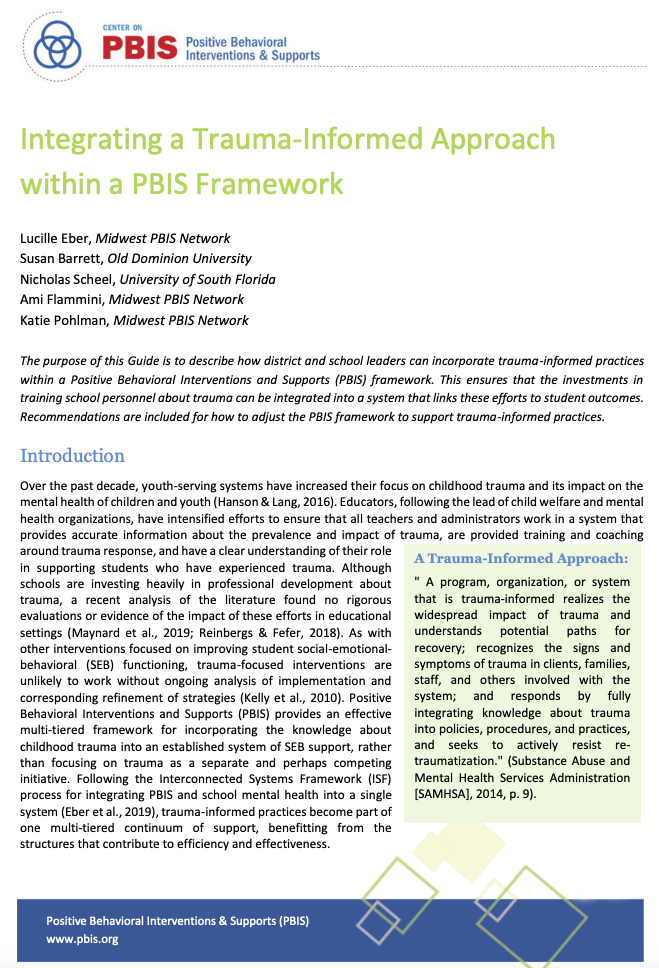 CENTER ON
PBIS Positive Behavioral
Interventions & Supports
Integrating a Trauma-Informed Approach
within a PBIS Framework
Lucille Eber, Midwest PBIS Network
Susan Barrett, Old Dominion University
Nicholas Scheel, University of South Florida
Ami Flammini, Midwest PBIS Network
Katie Pohlman, Midwest PBIS Network
The purpose of this Guide is to describe how district and school leaders can incorporate trauma-informed practices
within a Positive Behavioral Interventions and Supports (PBIS) framework. This ensures that the investments in
training school personnel about trauma can be integrated into a system that links these efforts to student outcomes.
Recommendations are included for how to adjust the PBIS framework to support trauma-informed practices.
Introduction
Over the past decade, youth-serving systems have increased their focus on childhood trauma and its impact on the
mental health of children and youth (Hanson & Lang, 2016). Educators, following the lead of child welfare and mental
health organizations, have intensified efforts to ensure that all teachers and administrators work in a system that
provides accurate information about the prevalence and impact of trauma, are provided training and coaching
around trauma response, and have a clear understanding of their role
in supporting students who have experienced trauma. Although
schools are investing heavily in professional development about
trauma, a recent analysis of the literature found no rigorous
evaluations or evidence of the impact of these efforts in educational
settings (Maynard et al., 2019; Reinbergs & Fefer, 2018). As with
other interventions focused on improving student social-emotional-
behavioral (SEB) functioning, trauma-focused interventions are
unlikely to work without ongoing analysis of implementation and
corresponding refinement of strategies (Kelly et al., 2010). Positive
Behavioral Interventions and Supports (PBIS) provides an effective
multi-tiered framework for incorporating the knowledge about
childhood trauma into an established system of SEB support, rather
than focusing on trauma as a separate and perhaps competing
initiative. Following the Interconnected Systems Framework (ISF)
process for integrating PBIS and school mental health into a single
system (Eber et al., 2019), trauma-informed practices become part of
one multi-tiered continuum of support, benefitting from the
structures that contribute to efficiency and effectiveness.
A Trauma-Informed Approach:
" A program, organization, or system
that is trauma-informed realizes the
widespread impact of trauma and
understands potential paths for
recovery; recognizes the signs and
symptoms of trauma in clients, families,
staff, and others involved with the
system; and responds by fully
integrating knowledge about trauma
into policies, procedures, and practices,
and seeks to actively resist re-
traumatization." (Substance Abuse and
Mental Health Services Administration
[SAMHSA], 2014, p. 9).
Positive Behavioral Interventions & Supports (PBIS)
www.pbis.org